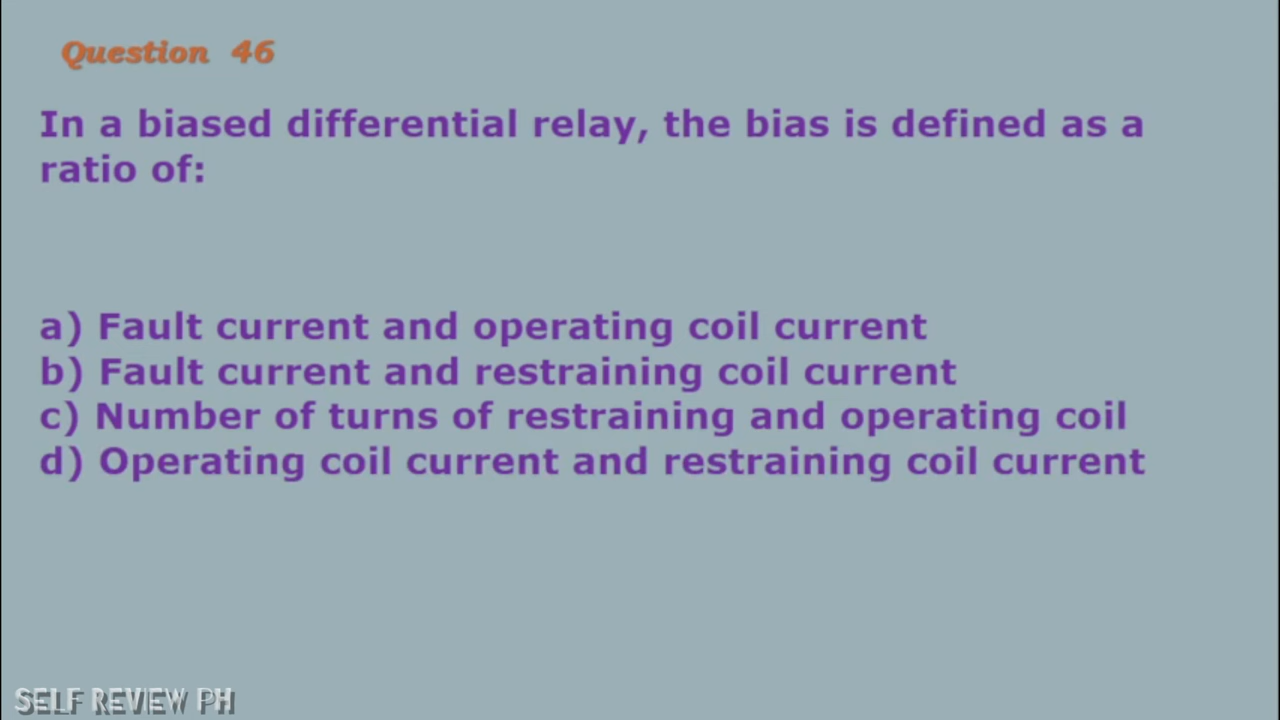 Question 46
In a biased differential relay, the bias is defined as a
ratio of:
a) Fault current and operating coil current
b) Fault current and restraining coil current
c) Number of turns of restraining and operating coil
d) Operating coil current and restraining coil current
SELF REVIEW PH